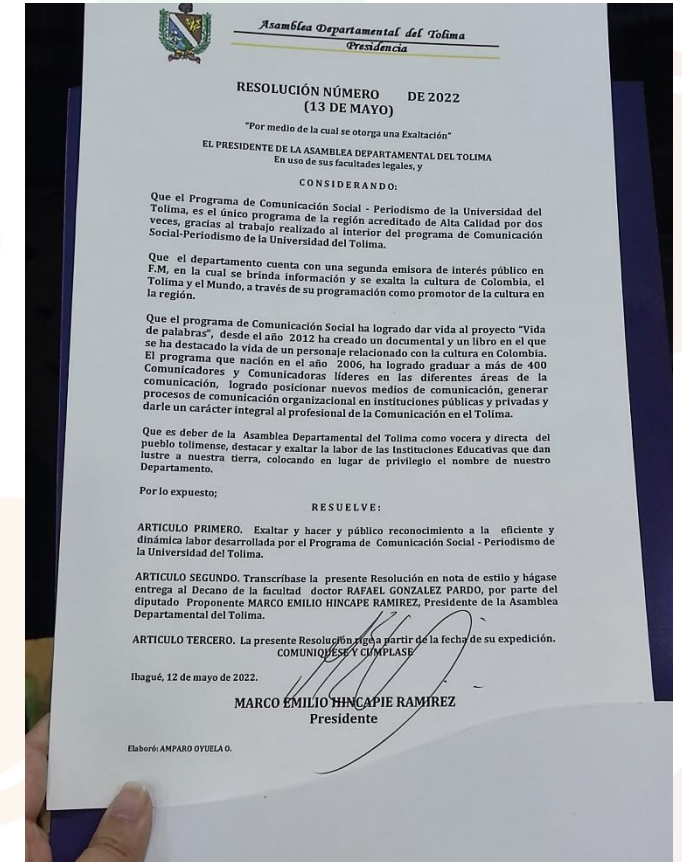 Asamblea Departamental del Tolima
Presidencia
RESOLUCIÓN NÚMERO DE 2022
(13 DE MAYO)
"Por medio de la cual se otorga una Exaltación"
EL PRESIDENTE DE LA ASAMBLEA DEPARTAMENTAL DEL TOLIMA
En uso de sus facultades legales, y
CONSIDERANDO:
Que el Programa de Comunicación Social - Periodismo de la Universidad del
Tolima, es el único programa de la región acreditado de Alta Calidad por dos
veces, gracias al trabajo realizado al interior del programa de Comunicación
Social-Periodismo de la Universidad del Tolima.
Que el departamento cuenta con una segunda emisora de interés público en
F.M, en la cual se brinda información y se exalta la cultura de Colombia, el
Tolima y el Mundo, a través de su programación como promotor de la cultura en
la región.
Que el programa de Comunicación Social ha logrado dar vida al proyecto "Vida
de palabras", desde el año 2012 ha creado un documental y un libro en el que
se ha destacado la vida de un personaje relacionado con la cultura en Colombia.
El programa que nación en el año 2006, ha logrado graduar a más de 400
Comunicadores y Comunicadoras líderes en las diferentes áreas de la
comunicación, logrado posicionar nuevos medios de comunicación, generar
procesos de comunicación organizacional en instituciones públicas y privadas y
darle un carácter integral al profesional de la Comunicación en el Tolima.
Que es deber de la Asamblea Departamental del Tolima como vocera y directa del
pueblo tolimense, destacar y exaltar la labor de las Instituciones Educativas que dan
lustre a nuestra tierra, colocando en lugar de privilegio el nombre de nuestro
Departamento.
Por lo expuesto;
RESUELVE:
ARTICULO PRIMERO. Exaltar y hacer y público reconocimiento a la eficiente y
dinámica labor desarrollada por el Programa de Comunicación Social - Periodismo de
la Universidad del Tolima.
ARTICULO SEGUNDO. Transcríbase la presente Resolución en nota de estilo y hágase
entrega al Decano de la facultad doctor RAFAEL GONZALEZ PARDO, por parte del
diputado Proponente MARCO EMILIO HINCAPE RAMIREZ, Presidente de la Asamblea
Departamental del Tolima.
ARTICULO TERCERO. La presente Resolución rige a partir de la fecha de su expedición.
COMUNIQUESE Y CUMPLASE
Ibagué, 12 de mayo de 2022.
MARCO EMILIO HINCAPIE RAMIREZ
Presidente
Elaboró: AMPARO OYUELA O.